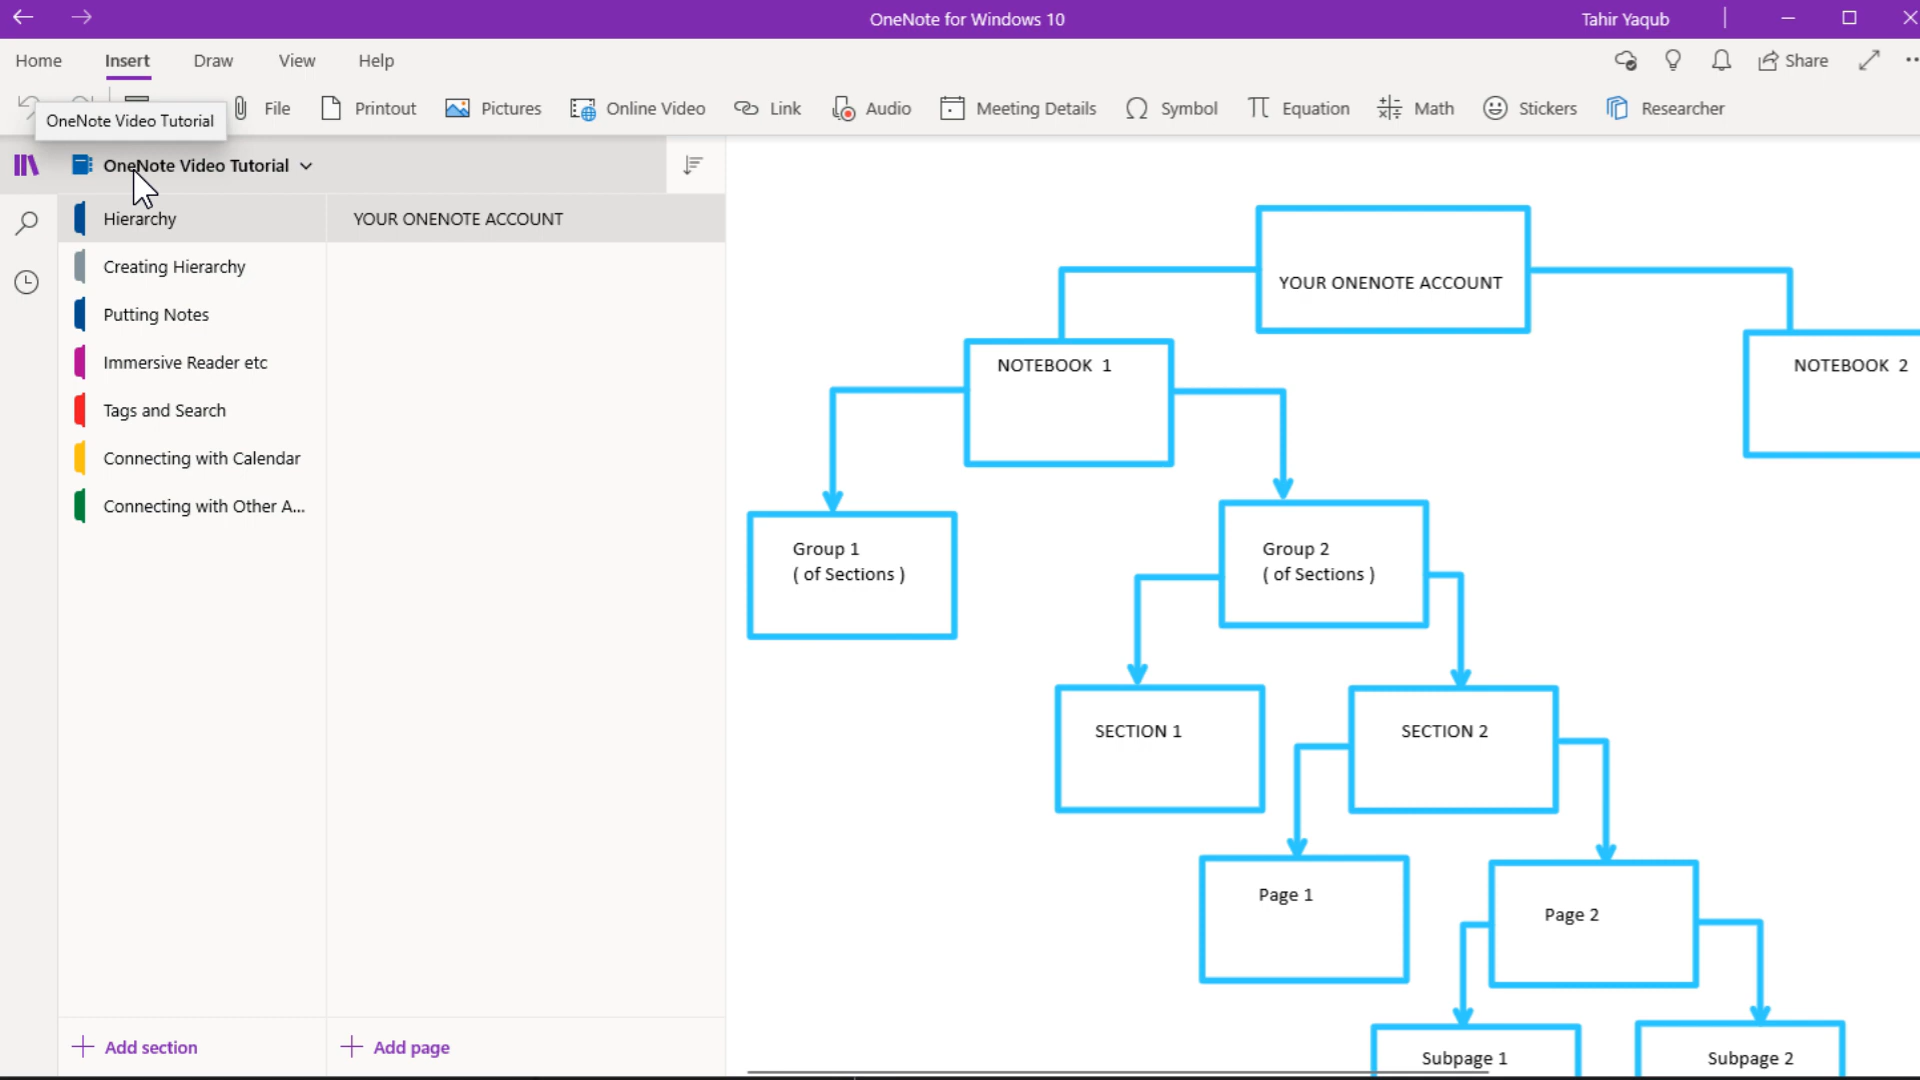 OneNote for Windows 10
Tahir Yaqub
Home
Insert
Draw
View
Help
Share
File
Printout
Pictures
Online Video
Link
Audio
Meeting Details
Symbol
Equation
Math
Stickers
Researcher
OneNote Video Tutorial
OneNote Video Tutorial
Hierarchy
Creating Hierarchy
Putting Notes
Immersive Reader etc
Tags and Search
Connecting with Calendar
Connecting with Other A...
YOUR ONENOTE ACCOUNT
Add section
Add page
YOUR ONENOTE ACCOUNT
NOTEBOOK 1
NOTEBOOK 2
Group 1
( of Sections )
Group 2
( of Sections )
SECTION 1
SECTION 2
Page 1
Page 2
Subpage 1
Subpage 2